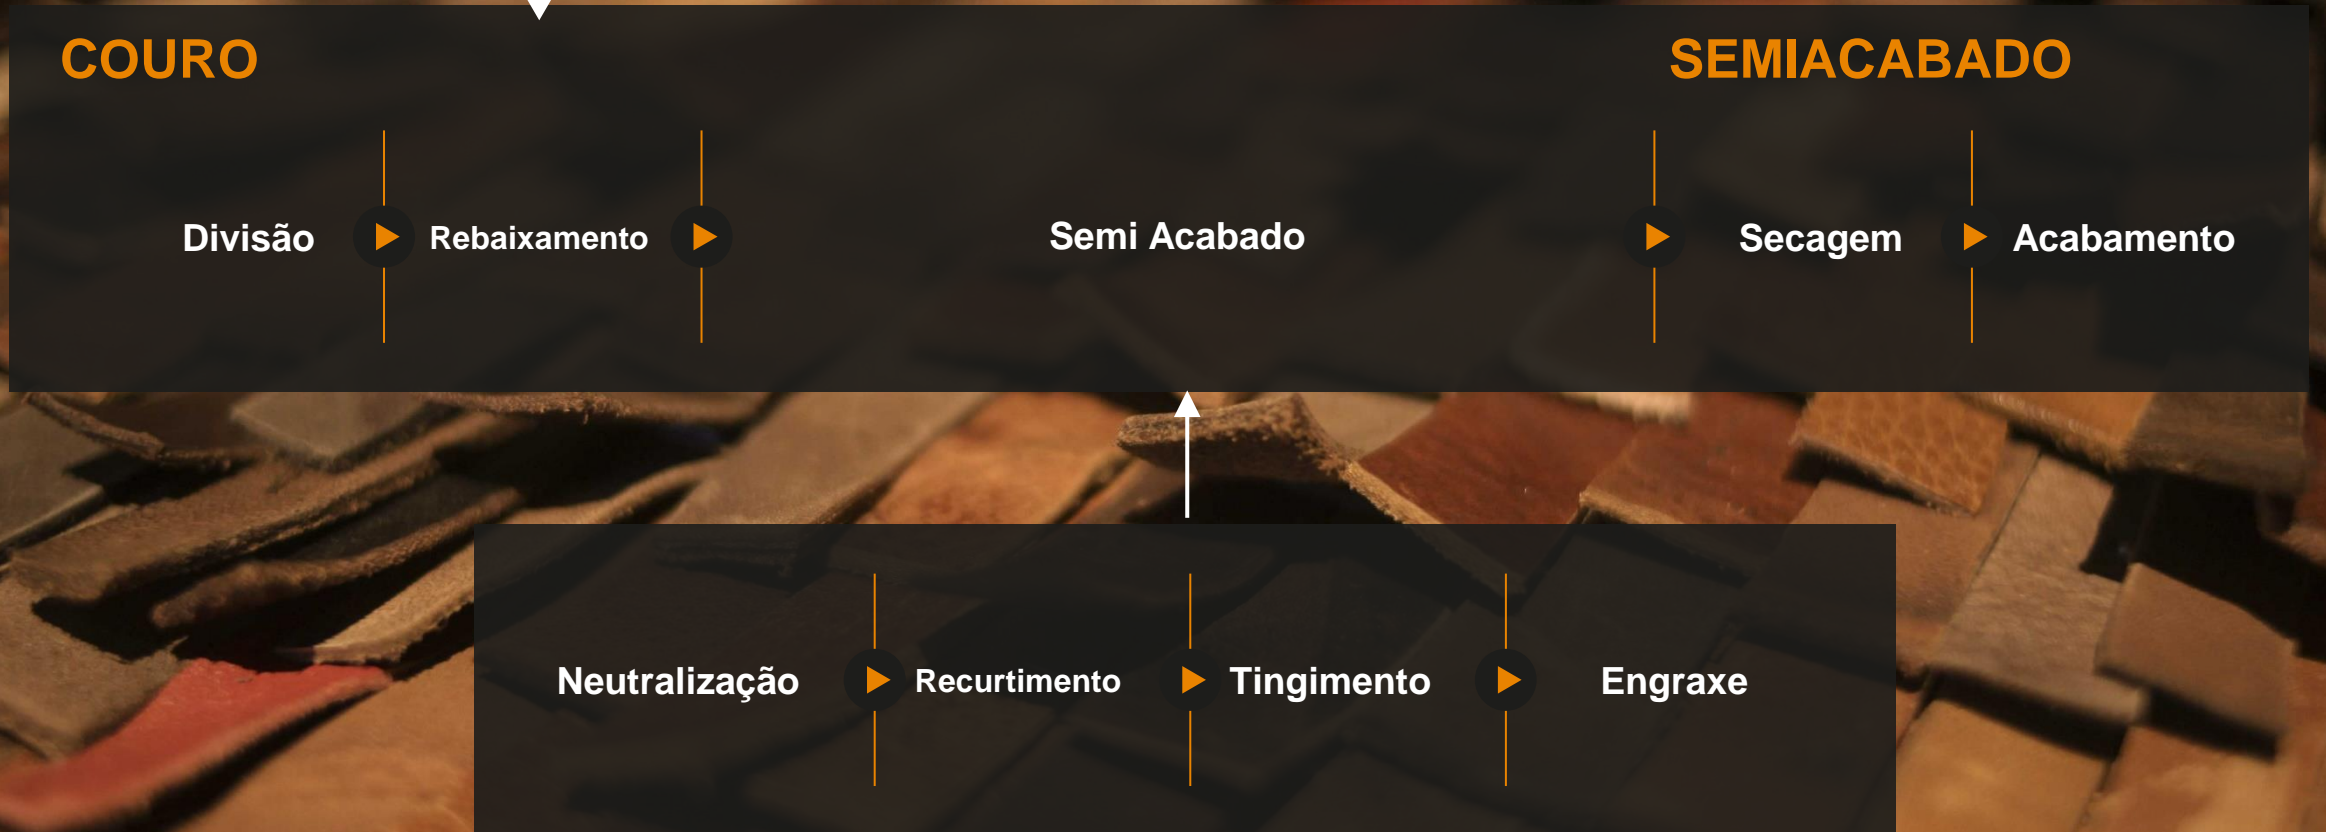 COURO
SEMIACABADO
Divisão
Rebaixamento
Semi Acabado
Secagem
Acabamento
Neutralização
Recurtimento
Tingimento
Engraxe